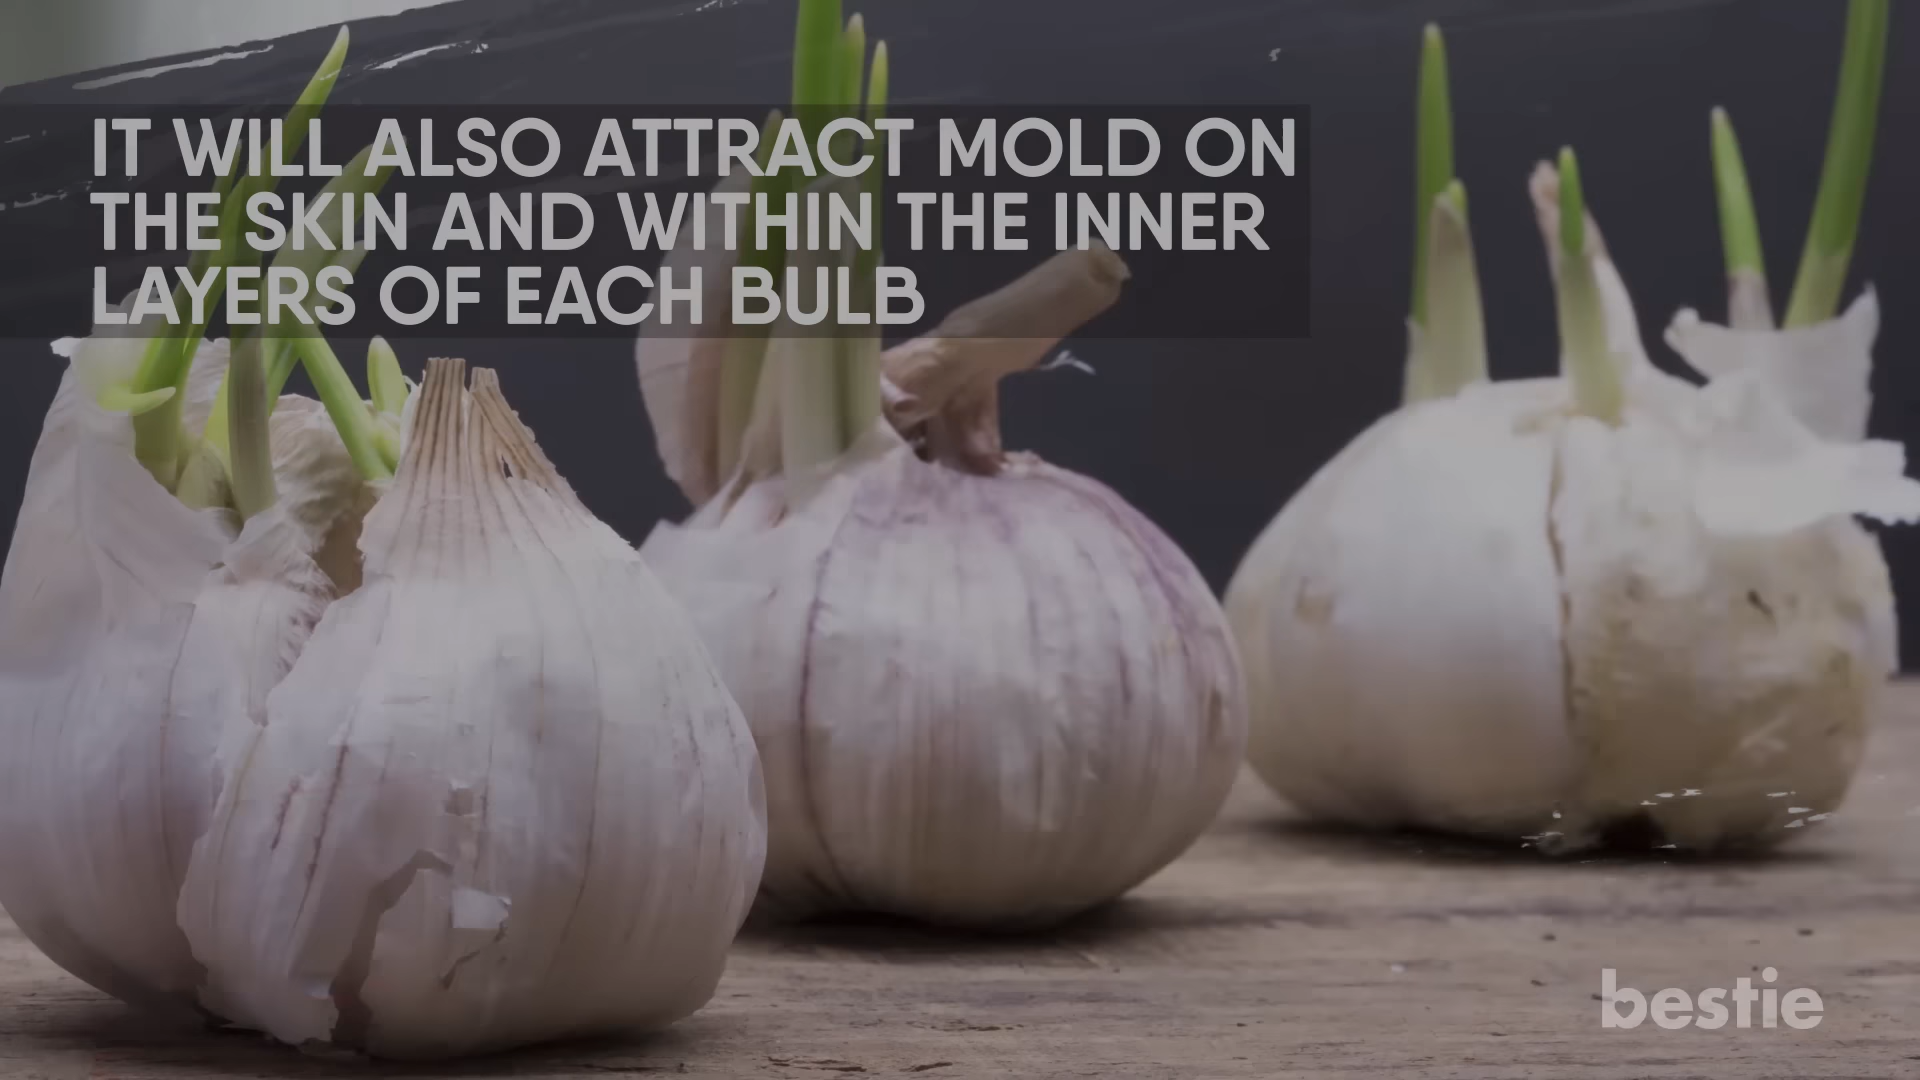 IT WILL ALSO ATTRACT MOLD ON
THE SKIN AND WITHIN THE INNER
LAYERS OF EACH BULB
bestie